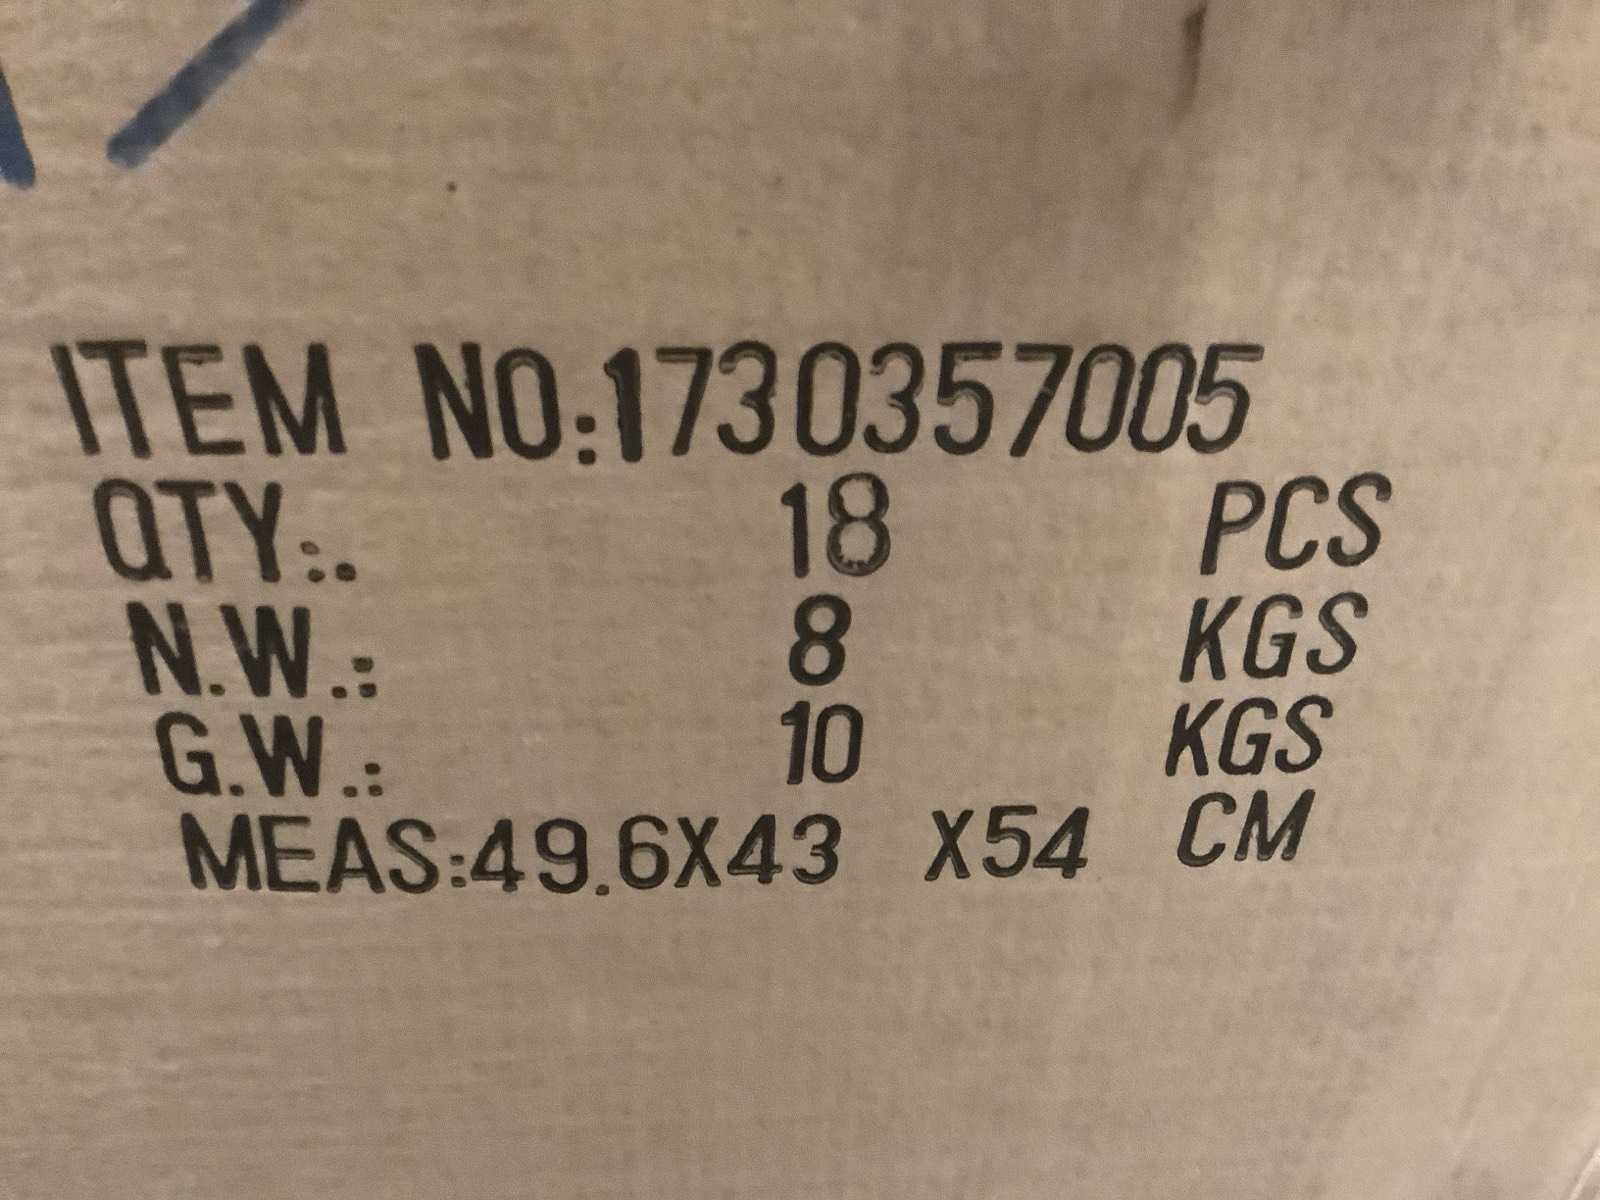 ITEM NO:1730357005
QTY:. 18 PCS
N.W.: 8 KGS
G.W.: 10 KGS
MEAS:49.6X43 X54 CM